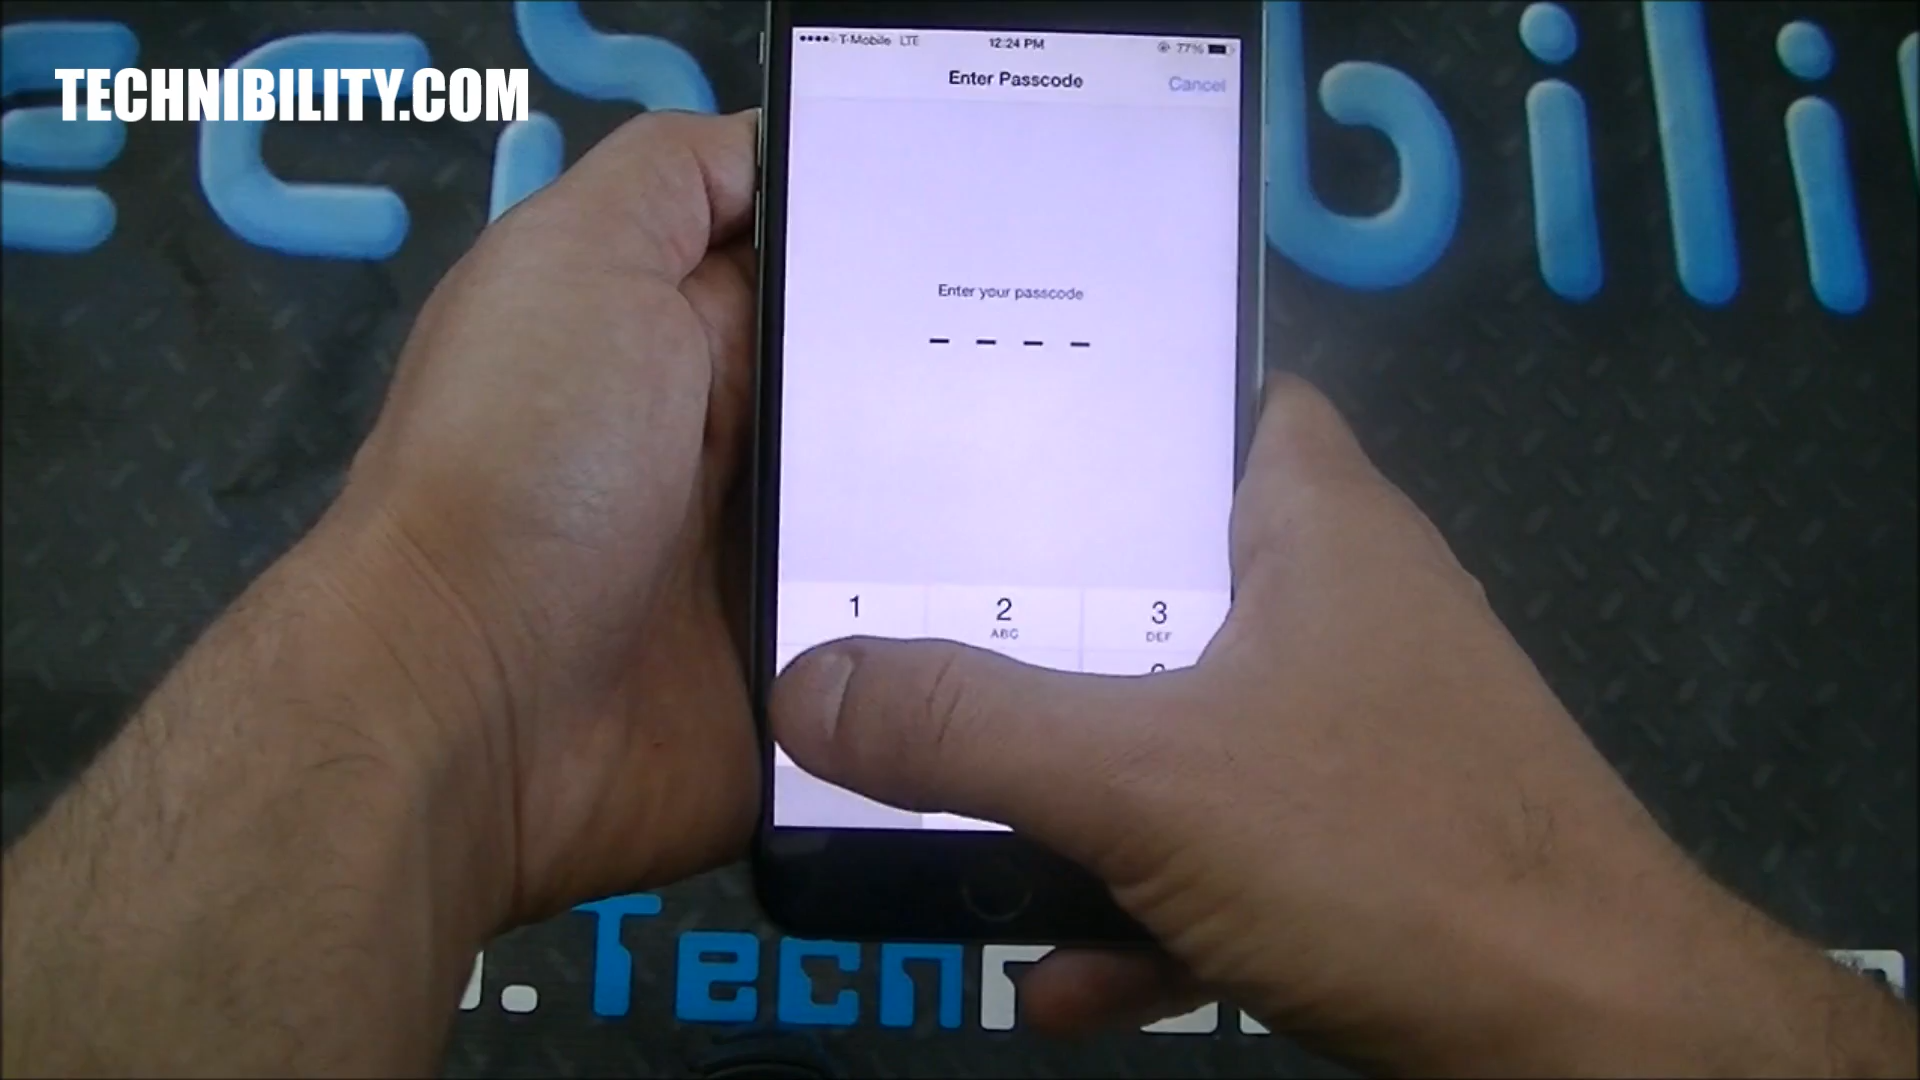 TECHNIBILITY.COM
T-Mobile LTE 12:24 PM 77%
Enter Passcode Cancel
Enter your passcode
1 2 3
ABC DEF
.Tecn